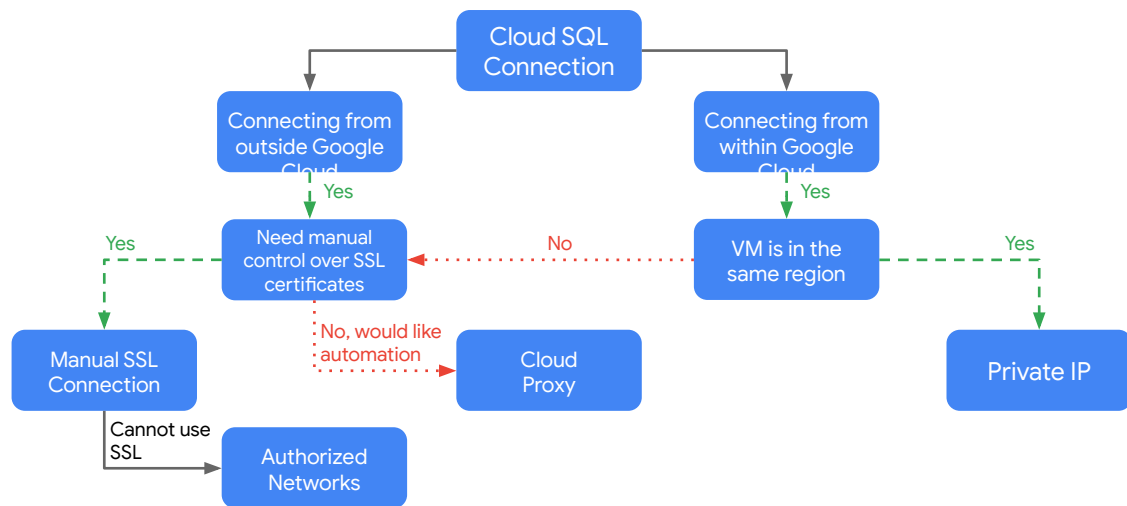 Cloud SQL
Connection
Connecting from
outside Google
Cloud
Connecting from
within Google
Cloud
Yes
Yes
Yes
Need manual
control over SSL
certificates
No
VM is in the
same region
Yes
No, would like
automation
Manual SSL
Connection
Cloud
Proxy
Private IP
Cannot use
SSL
Authorized
Networks